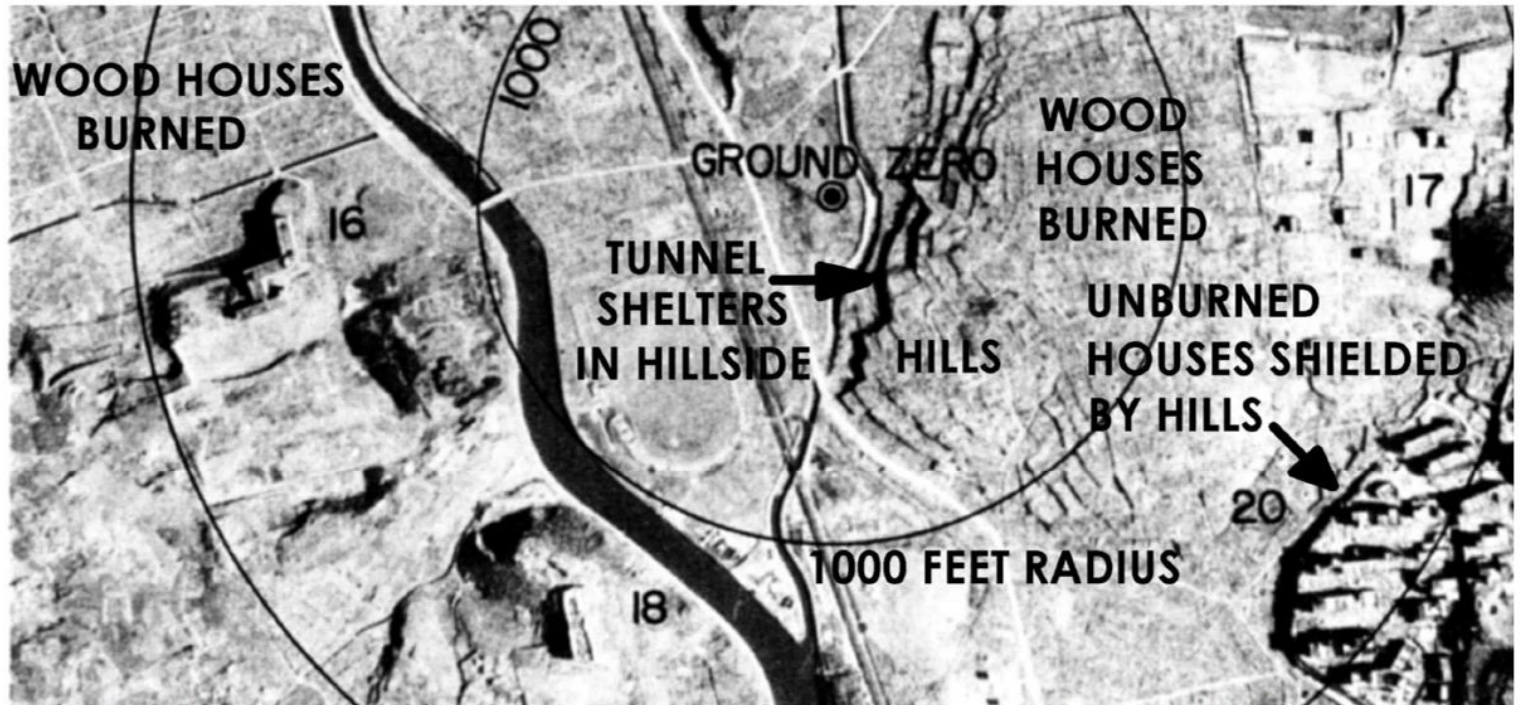 1000
WOOD HOUSES
BURNED
WOOD
HOUSES
BURNED
GROUND ZERO
17
16
TUNNEL
SHELTERS
IN HILLSIDE
HILLS
UNBURNED
HOUSES SHIELDED
BY HILLS
20
1000 FEET RADIUS
18